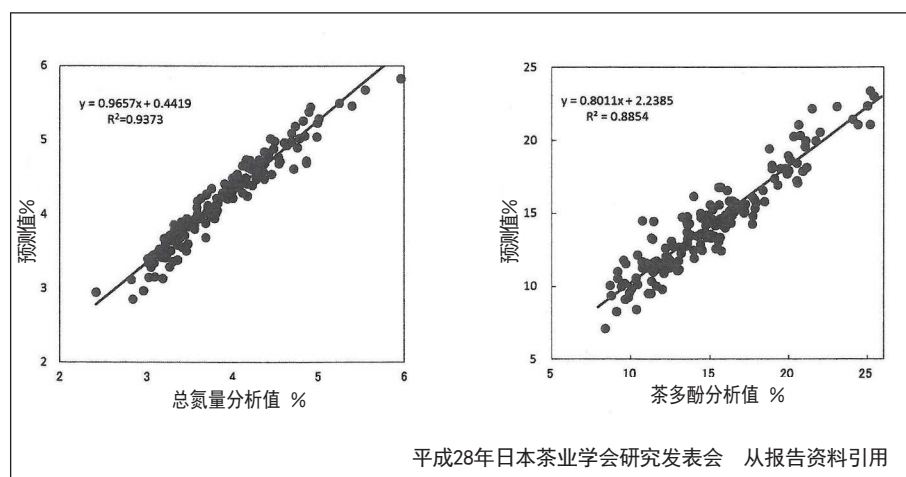 6
5
4
3
2
预测值%
y = 0.9657x + 0.4419
R²=0.9373
2 3 4 5 6
总氮量分析值 %
25
20
15
10
5
预测值%
y = 0.8011x + 2.2385
R² = 0.8854
5 10 15 20 25
茶多酚分析值 %
平成28年日本茶业学会研究发表会 从报告资料引用